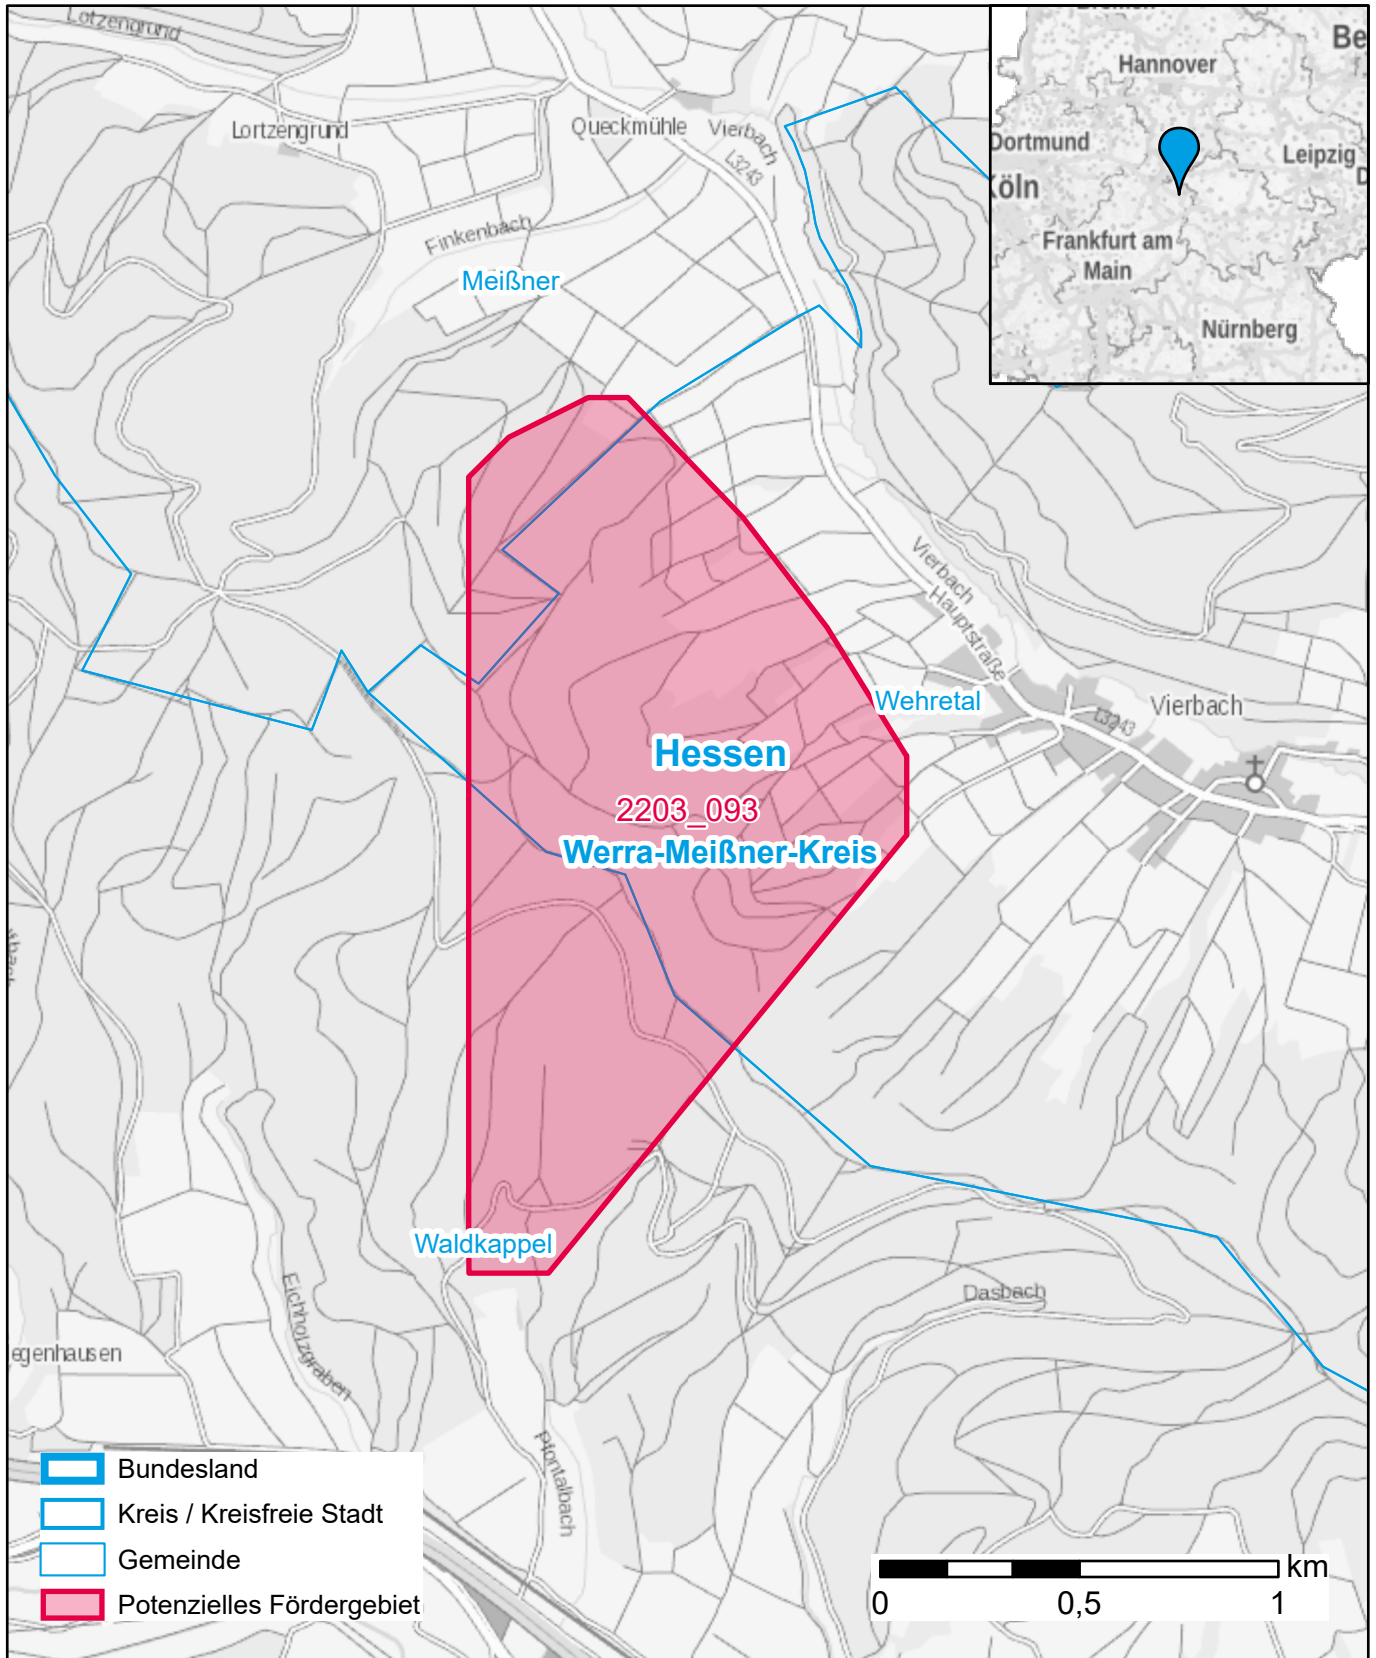 Lotzengrund
Lortzengrund
Queckmühle
Vierbach
L3243
Finkenbach
Meißner
Hannover
Dortmund
Leipzig
Köln
Frankfurt am
Main
Nürnberg
Vierbach
Hauptstraße
Wehretal
Vierbach
L3243
Hessen
2203_093
Werra-Meißner-Kreis
Waldkappel
Eichholzgraben
Dasbach
egenhausen
Pfontalbach
Bundesland
Kreis / Kreisfreie Stadt
Gemeinde
Potenzielles Fördergebiet
km
0 0,5 1